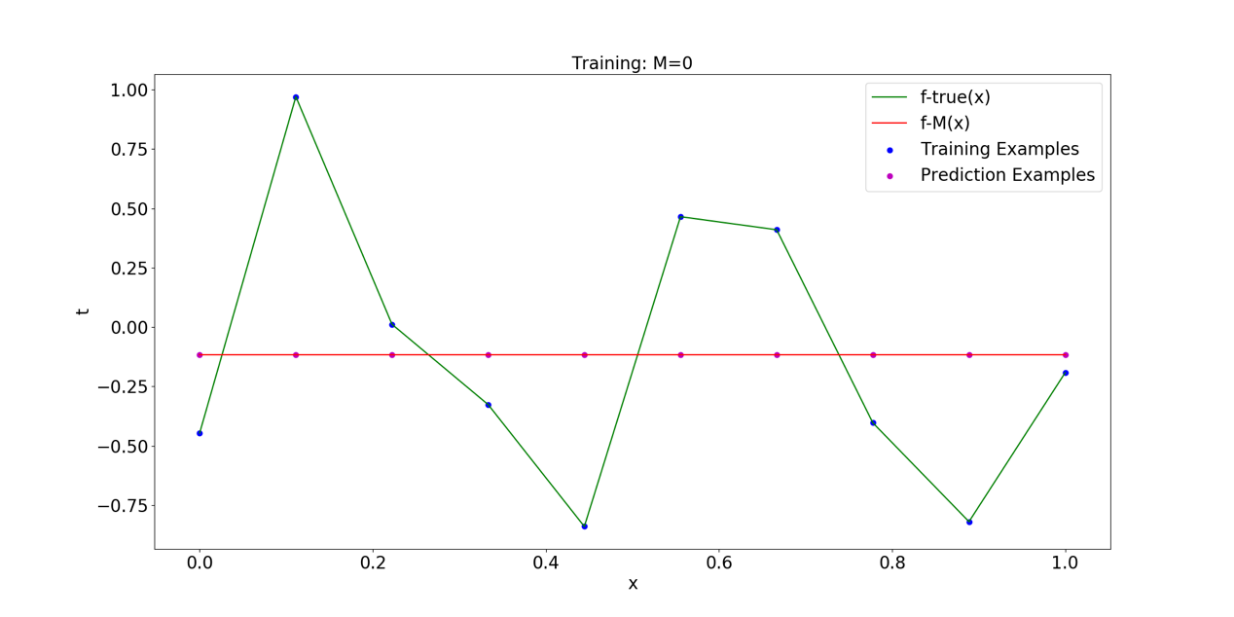 Training: M=0
f-true(x)
f-M(x)
Training Examples
Prediction Examples
1.00
0.75
0.50
0.25
0.00
−0.25
−0.50
−0.75
t
0.0 0.2 0.4 0.6 0.8 1.0
x